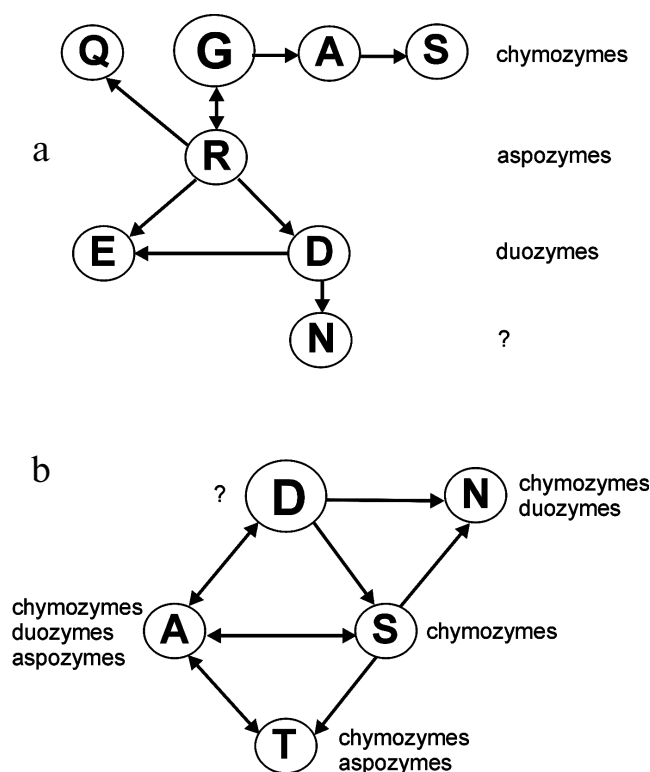 Q G A S chymozymes
a R aspozymes
E D duozymes
N ?
b
? D N chymozymes
duozymes
chymozymes
duozymes
aspozymes
A S chymozymes
T chymozymes
aspozymes